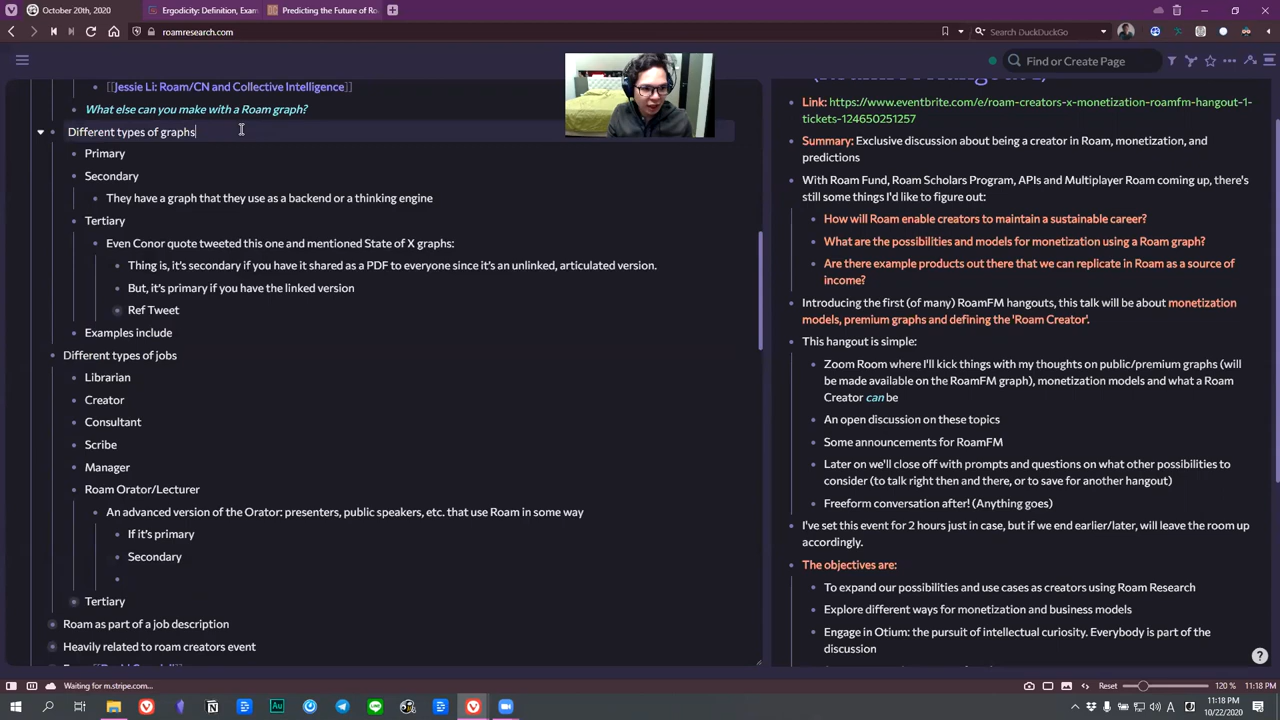 October 20th, 2020
Ergodicity: Definition, Exam
Predicting the Future of Ro
roamresearch.com
Search DuckDuckGo
Find or Create Page
[[Jessie Li: Roam/CN and Collective Intelligence]]
What else can you make with a Roam graph?
Different types of graphs
Primary
Secondary
They have a graph that they use as a backend or a thinking engine
Tertiary
Even Conor quote tweeted this one and mentioned State of X graphs:
Thing is, it's secondary if you have it shared as a PDF to everyone since it's an unlinked, articulated version.
But, it's primary if you have the linked version
Ref Tweet
Examples include
Different types of jobs
Librarian
Creator
Consultant
Scribe
Manager
Roam Orator/Lecturer
An advanced version of the Orator: presenters, public speakers, etc. that use Roam in some way
If it's primary
Secondary
Tertiary
Roam as part of a job description
Heavily related to roam creators event
Link: https://www.eventbrite.com/e/roam-creators-x-monetization-roamfm-hangout-1-
tickets-124650251257
Summary: Exclusive discussion about being a creator in Roam, monetization, and
predictions
With Roam Fund, Roam Scholars Program, APIs and Multiplayer Roam coming up, there's
still some things I'd like to figure out:
How will Roam enable creators to maintain a sustainable career?
What are the possibilities and models for monetization using a Roam graph?
Are there example products out there that we can replicate in Roam as a source of
income?
Introducing the first (of many) RoamFM hangouts, this talk will be about monetization
models, premium graphs and defining the 'Roam Creator'.
This hangout is simple:
Zoom Room where I'll kick things with my thoughts on public/premium graphs (will
be made available on the RoamFM graph), monetization models and what a Roam
Creator can be
An open discussion on these topics
Some announcements for RoamFM
Later on we'll close off with prompts and questions on what other possibilities to
consider (to talk right then and there, or to save for another hangout)
Freeform conversation after! (Anything goes)
I've set this event for 2 hours just in case, but if we end earlier/later, will leave the room up
accordingly.
The objectives are:
To expand our possibilities and use cases as creators using Roam Research
Explore different ways for monetization and business models
Engage in Otium: the pursuit of intellectual curiosity. Everybody is part of the
discussion
?
Waiting for m.stripe.com...
Reset
120 %
11:18 PM
11:18 PM
10/22/2020